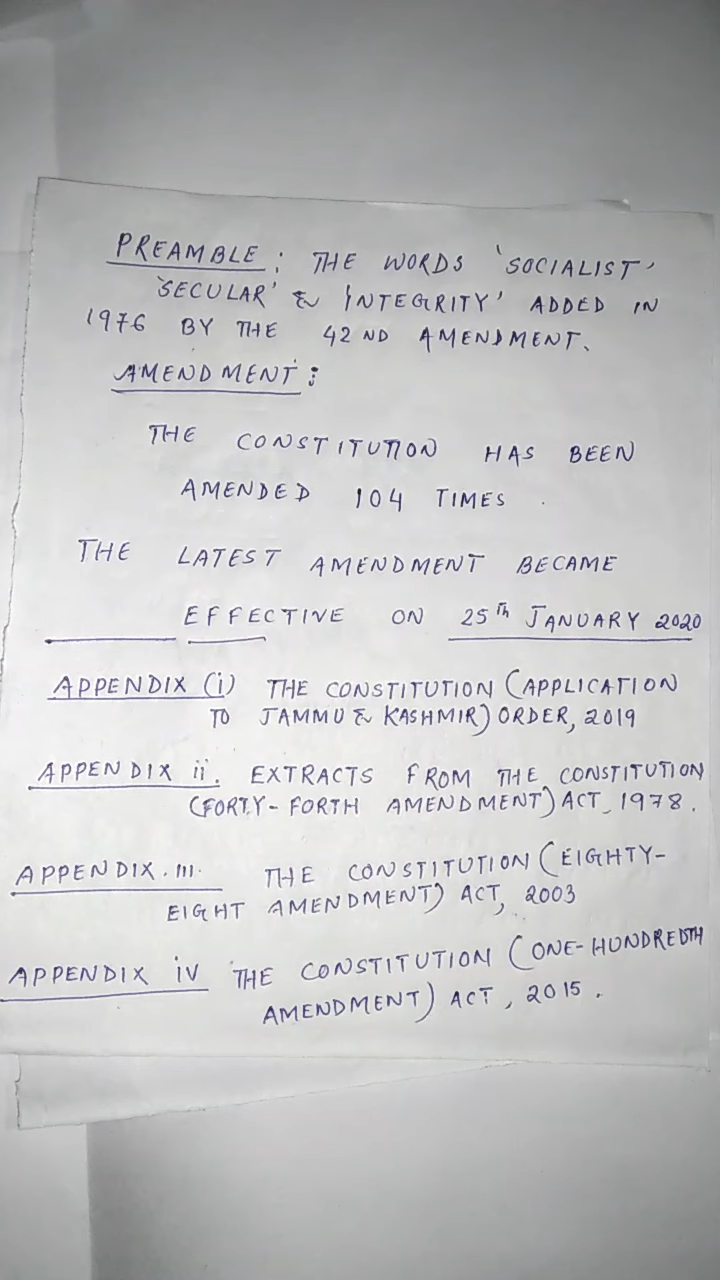 PREAMBLE : THE WORDS 'SOCIALIST'
'SECULAR' & 'INTEGRITY' ADDED IN
1976 BY THE 42 ND AMENDMENT.
AMENDMENT :
THE CONSTITUTION HAS BEEN
AMENDED 104 TIMES .
THE LATEST AMENDMENT BECAME
EFFECTIVE ON 25Th JANUARY 2020
APPENDIX (i) THE CONSTITUTION (APPLICATION
TO JAMMU & KASHMIR) ORDER, 2019
APPENDIX ii. EXTRACTS FROM THE CONSTITUTION
(FORTY-FORTH AMENDMENT) ACT, 1978.
APPENDIX.III. THE CONSTITUTION (EIGHTY-
EIGHT AMENDMENT) ACT, 2003
APPENDIX iv THE CONSTITUTION (ONE-HUNDREDTH
AMENDMENT) ACT, 2015.